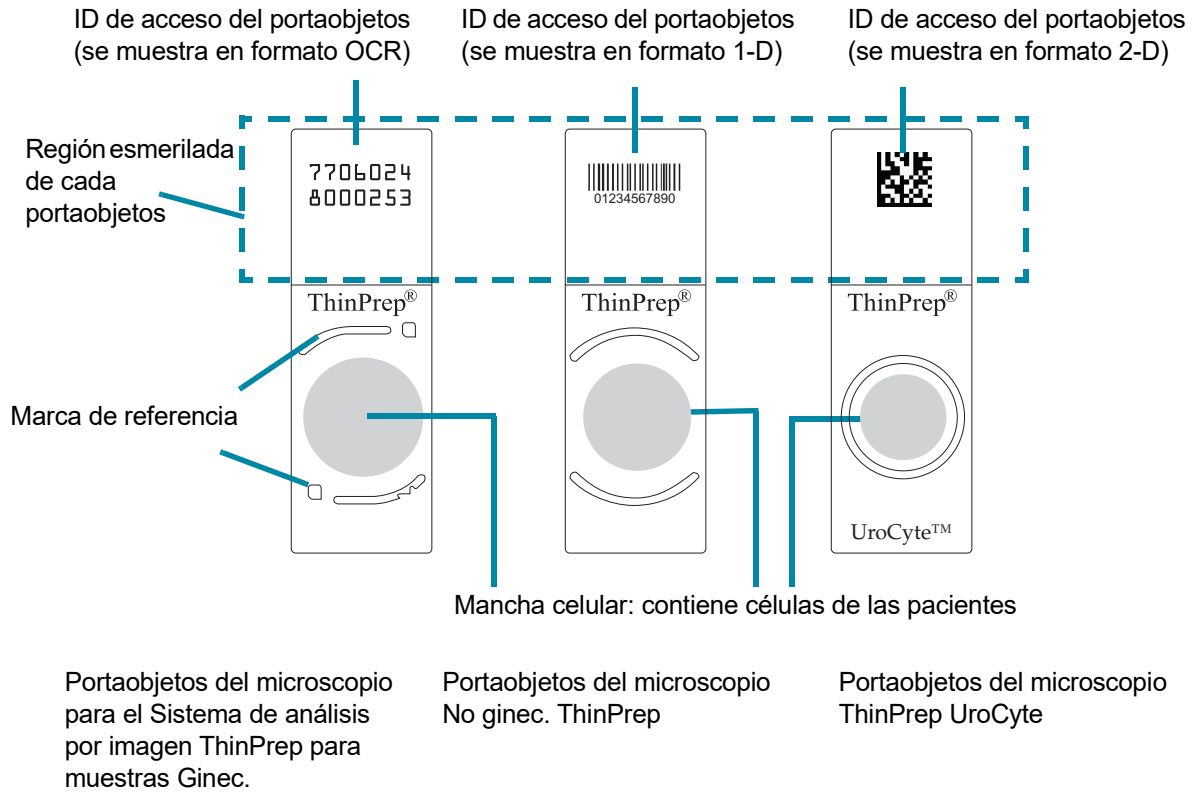 ID de acceso del portaobjetos
(se muestra en formato OCR)
ID de acceso del portaobjetos
(se muestra en formato 1-D)
ID de acceso del portaobjetos
(se muestra en formato 2-D)
Región esmerilada
de cada
portaobjetos
7706024
8000253
01234567890
ThinPrep®
ThinPrep®
ThinPrep®
Marca de referencia
UroCyte™
Mancha celular: contiene células de las pacientes
Portaobjetos del microscopio
para el Sistema de análisis
por imagen ThinPrep para
muestras Ginec.
Portaobjetos del microscopio
No ginec. ThinPrep
Portaobjetos del microscopio
ThinPrep UroCyte